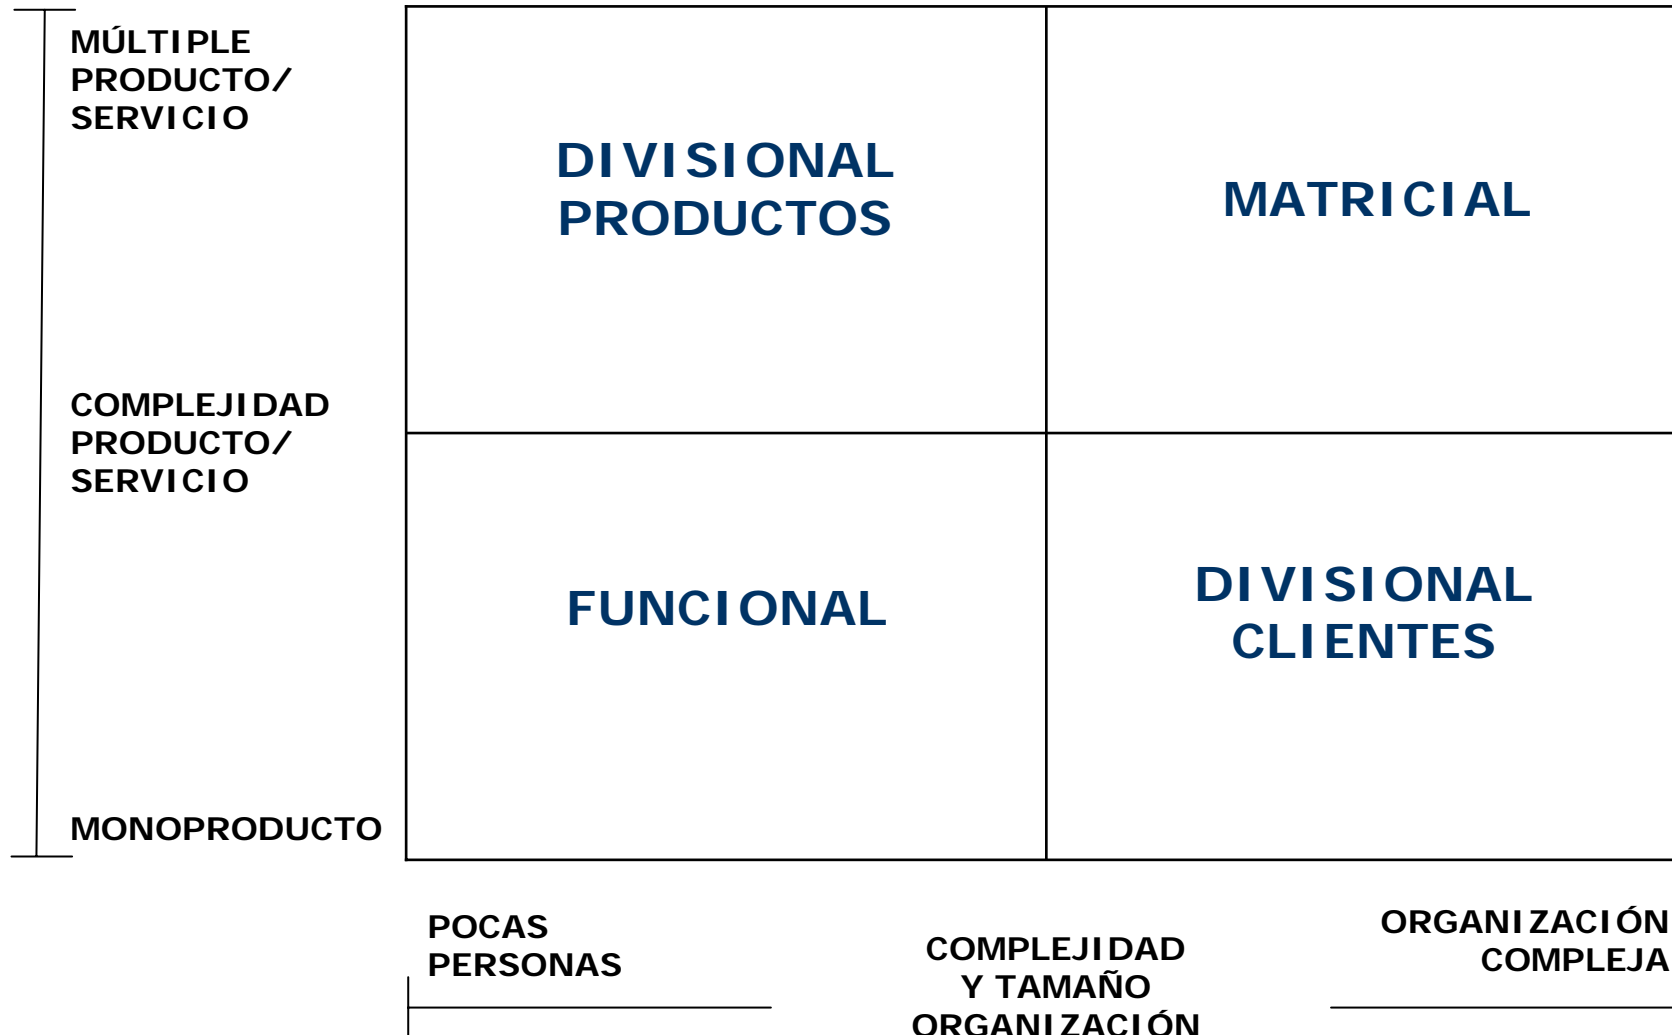 MÚLTIPLE
PRODUCTO/
SERVICIO
DIVISIONAL
PRODUCTOS
MATRICIAL
COMPLEJIDAD
PRODUCTO/
SERVICIO
FUNCIONAL
DIVISIONAL
CLIENTES
MONOPRODUCTO
POCAS
PERSONAS
COMPLEJIDAD
Y TAMAÑO
ORGANIZACIÓN
ORGANIZACIÓN
COMPLEJA